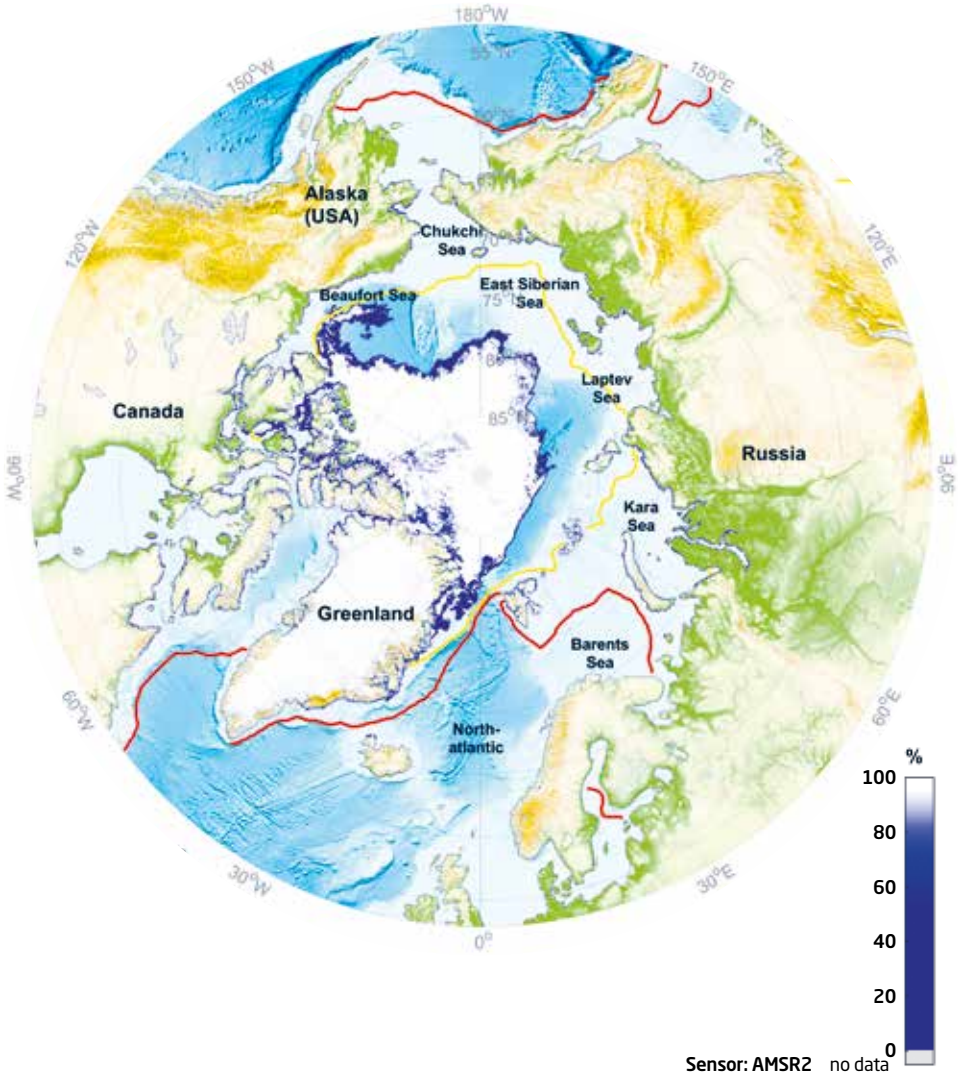 180°W
55°N
150°W
150°E
Alaska
(USA)
120°W
120°E
Chukchi
Sea
Beaufort Sea
East Siberian
Sea
75°
80°
Laptev
Sea
85°
Canada
Russia
90°W
90°E
Kara
Sea
Greenland
Barents
Sea
60°W
60°E
North-
atlantic
30°W
30°E
0°
%
100
80
60
40
20
0
Sensor: AMSR2 no data